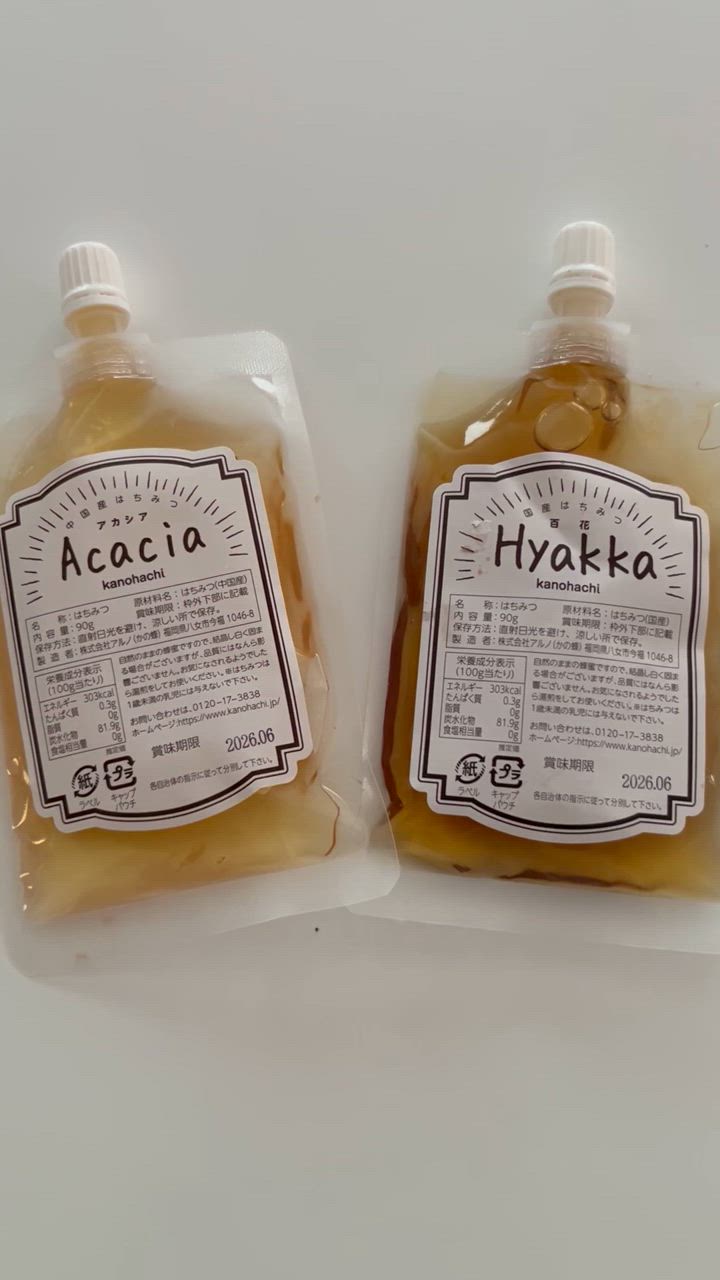 中国産はちみつ
アカシア
Acacia
kanohachi
名　　称：はちみつ　原材料名：はちみつ(中国産)
内 容 量：90g　賞味期限：枠外下部に記載
保存方法：直射日光を避け、涼しい所で保存。
製 造 者：株式会社アルノ(かの蜂) 福岡県八女市今福 1046-8
栄養成分表示
(100g当たり)
エネルギー 303kcal
たんぱく質 0.3g
脂質 0g
炭水化物 81.9g
食塩相当量 0g
推定値
自然のままの蜂蜜ですので、結晶し白く固ま
る場合がございますが、品質にはなんら影
響ございません。お気になされるようでした
ら湯煎をしてお使いください。※はちみつは
1歳未満の乳児には与えないで下さい。
お問い合わせは、0120-17-3838
ホームページ:https://www.kanohachi.jp/
賞味期限 2026.06
紙
ラベル
プラ
キャップ
パウチ
各自治体の指示に従って分別して下さい。
国産はちみつ
百花
Hyakka
kanohachi
名　　称：はちみつ　原材料名：はちみつ(国産)
内 容 量：90g　賞味期限：枠外下部に記載
保存方法：直射日光を避け、涼しい所で保存。
製 造 者：株式会社アルノ(かの蜂) 福岡県八女市今福 1046-8
栄養成分表示
(100g当たり)
エネルギー 303kcal
たんぱく質 0.3g
脂質 0g
炭水化物 81.9g
食塩相当量 0g
推定値
自然のままの蜂蜜ですので、結晶し白く固ま
る場合がございますが、品質にはなんら影
響ございません。お気になされるようでした
ら湯煎をしてお使いください。※はちみつは
1歳未満の乳児には与えないで下さい。
お問い合わせは、0120-17-3838
ホームページ:https://www.kanohachi.jp/
賞味期限 2026.06
紙
ラベル
プラ
キャップ
パウチ
各自治体の指示に従って分別して下さい。